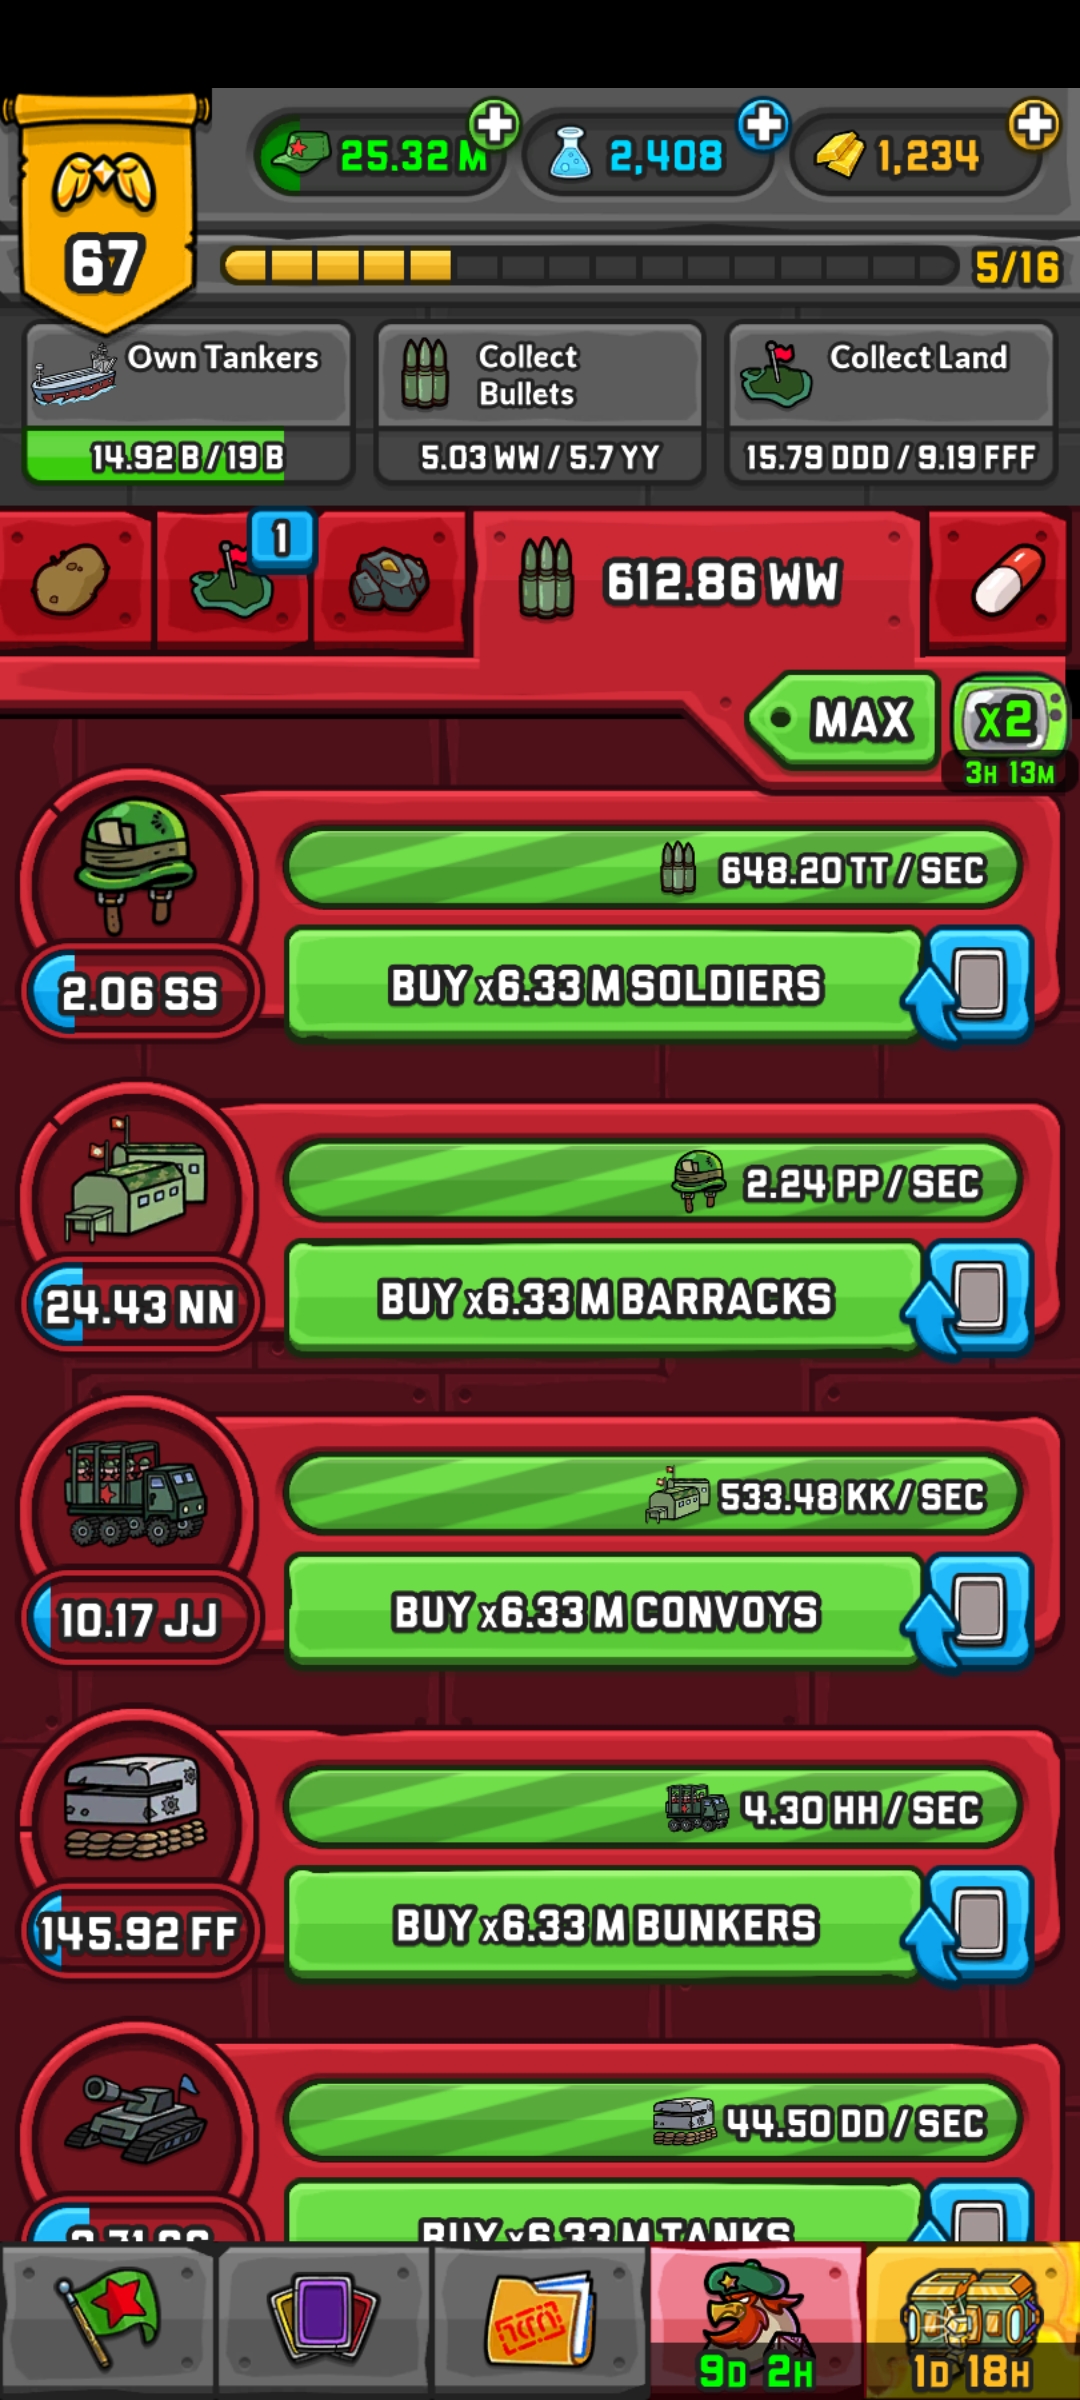 25.32 M
2,408
1,234
67
5/16
Own Tankers
14.92 B / 19 B
Collect
Bullets
5.03 WW / 5.7 YY
Collect Land
15.79 DDD / 9.19 FFF
1
612.86 WW
MAX
x2
3H 13M
648.20 TT / SEC
2.06 SS
BUY x6.33 M SOLDIERS
2.24 PP / SEC
24.43 NN
BUY x6.33 M BARRACKS
533.48 KK / SEC
10.17 JJ
BUY x6.33 M CONVOYS
4.30 HH / SEC
145.92 FF
BUY x6.33 M BUNKERS
44.50 DD / SEC
BUY x6.33 M TANKS
9D 2H
1D 18H